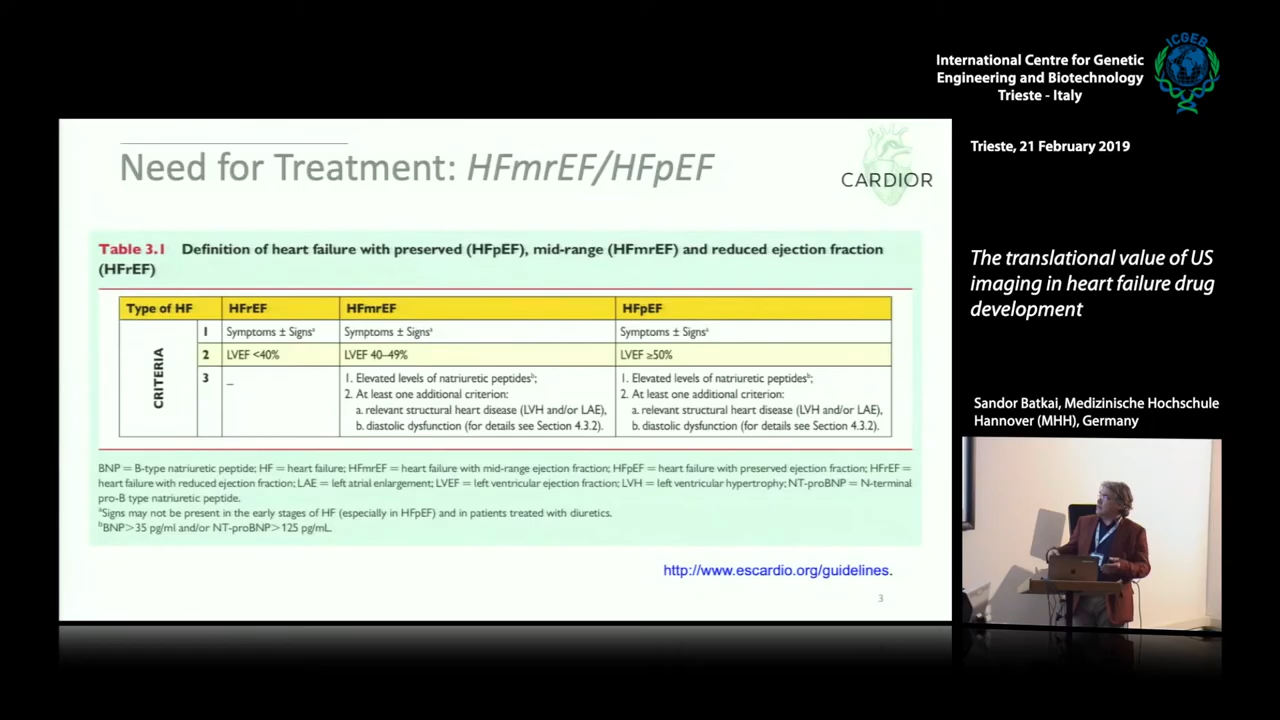 ICGEB
International Centre for Genetic
Engineering and Biotechnology
Trieste - Italy
Trieste, 21 February 2019
Need for Treatment: HFmrEF/HFpEF
CARDIOR
Table 3.1 Definition of heart failure with preserved (HFpEF), mid-range (HFmrEF) and reduced ejection fraction
(HFrEF)
Type of HF HFrEF HFmrEF HFpEF
CRITERIA
1 Symptoms ± Signsᵃ Symptoms ± Signsᵃ Symptoms ± Signsᵃ
2 LVEF <40% LVEF 40–49% LVEF ≥50%
3 – 1. Elevated levels of natriuretic peptidesᵇ; 1. Elevated levels of natriuretic peptidesᵇ;
2. At least one additional criterion: 2. At least one additional criterion:
a. relevant structural heart disease (LVH and/or LAE), a. relevant structural heart disease (LVH and/or LAE),
b. diastolic dysfunction (for details see Section 4.3.2). b. diastolic dysfunction (for details see Section 4.3.2).
BNP = B-type natriuretic peptide; HF = heart failure; HFmrEF = heart failure with mid-range ejection fraction; HFpEF = heart failure with preserved ejection fraction; HFrEF =
heart failure with reduced ejection fraction; LAE = left atrial enlargement; LVEF = left ventricular ejection fraction; LVH = left ventricular hypertrophy; NT-proBNP = N-terminal
pro-B type natriuretic peptide.
ᵃSigns may not be present in the early stages of HF (especially in HFpEF) and in patients treated with diuretics.
ᵇBNP>35 pg/ml and/or NT-proBNP>125 pg/mL.
http://www.escardio.org/guidelines.
3
The translational value of US
imaging in heart failure drug
development
Sandor Batkai, Medizinische Hochschule
Hannover (MHH), Germany